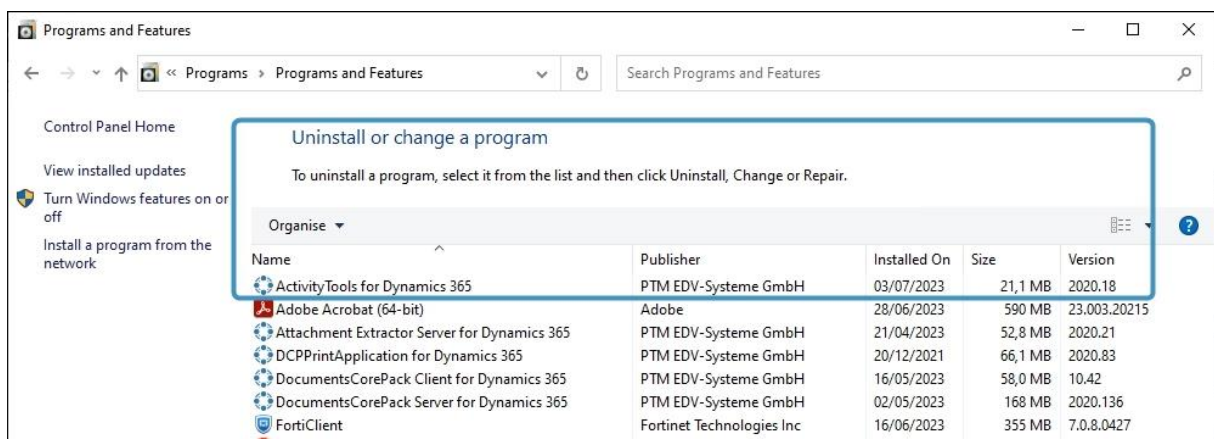 Programs and Features
« Programs > Programs and Features
Search Programs and Features
Control Panel Home
View installed updates
Turn Windows features on or
off
Install a program from the
network
Uninstall or change a program
To uninstall a program, select it from the list and then click Uninstall, Change or Repair.
Organise
Name Publisher Installed On Size Version
ActivityTools for Dynamics 365 PTM EDV-Systeme GmbH 03/07/2023 21,1 MB 2020.18
Adobe Acrobat (64-bit) Adobe 28/06/2023 590 MB 23.003.20215
Attachment Extractor Server for Dynamics 365 PTM EDV-Systeme GmbH 21/04/2023 52,8 MB 2020.21
DCPPrintApplication for Dynamics 365 PTM EDV-Systeme GmbH 20/12/2021 66,1 MB 2020.83
DocumentsCorePack Client for Dynamics 365 PTM EDV-Systeme GmbH 16/05/2023 58,0 MB 10.42
DocumentsCorePack Server for Dynamics 365 PTM EDV-Systeme GmbH 02/05/2023 168 MB 2020.136
FortiClient Fortinet Technologies Inc 16/06/2023 355 MB 7.0.8.0427